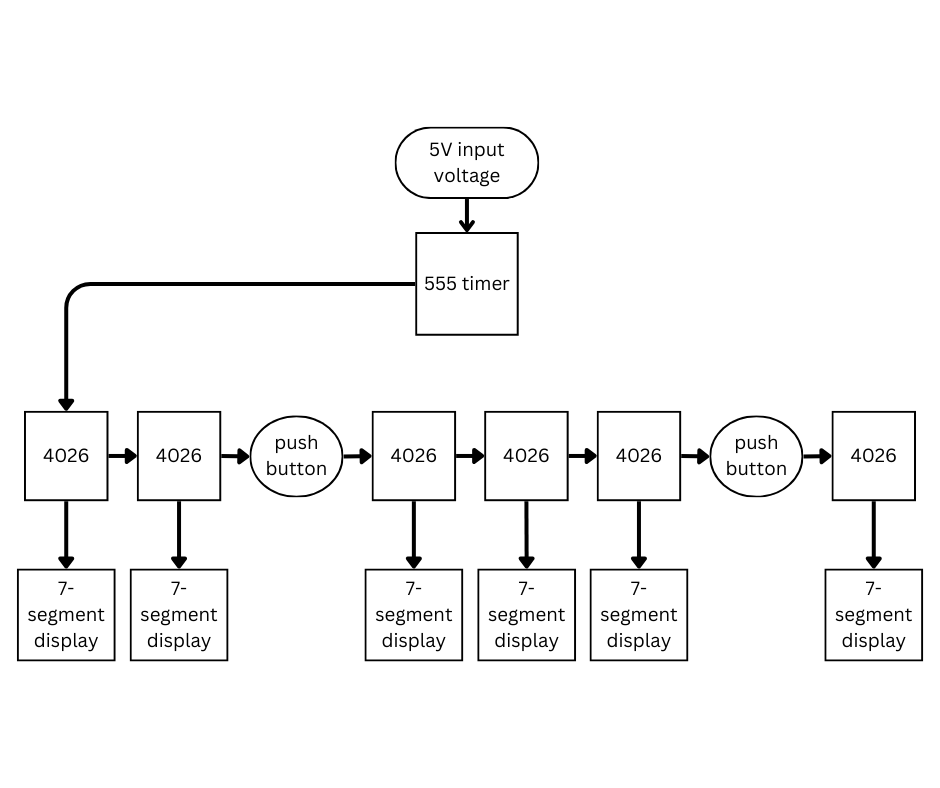 5V input
voltage
555 timer
4026
4026
push
button
4026
4026
4026
push
button
4026
7-
segment
display
7-
segment
display
7-
segment
display
7-
segment
display
7-
segment
display
7-
segment
display